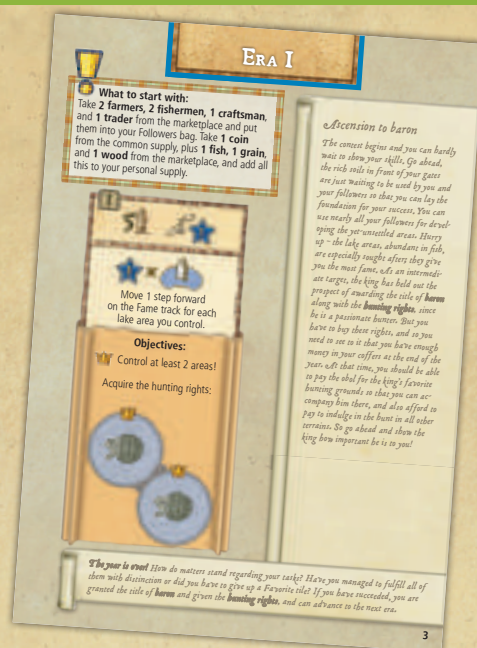 ERA I
What to start with:
Take 2 farmers, 2 fishermen, 1 craftsman,
and 1 trader from the marketplace and put
them into your Followers bag. Take 1 coin
from the common supply, plus 1 fish, 1 grain,
and 1 wood from the marketplace, and add all
this to your personal supply.
I
5
1
1 x
Move 1 step forward
on the Fame track for each
lake area you control.
Objectives:
Control at least 2 areas!
Acquire the hunting rights:
Ascension to baron
The contest begins and you can hardly
wait to show your skills. Go ahead,
the rich soils in front of your gates
are just waiting to be used by you and
your followers so that you can lay the
foundation for your success. You can
use nearly all your followers for devel-
oping the yet-unsettled areas. Hurry
up – the lake areas, abundant in fish,
are especially sought after; they give
you the most fame. As an intermedi-
ate target, the king has held out the
prospect of awarding the title of baron
along with the hunting rights, since
he is a passionate hunter. But you
have to buy these rights, and so you
need to see to it that you have enough
money in your coffers at the end of the
year. At that time, you should be able
to pay the obol for the king's favorite
hunting grounds so that you can ac-
company him there, and also afford to
pay to indulge in the hunt in all other
terrains. So go ahead and show the
king how important he is to you!
The year is over! How do matters stand regarding your tasks? Have you managed to fulfill all of
them with distinction or did you have to give up a Favorite tile? If you have succeeded, you are
granted the title of baron and given the hunting rights, and can advance to the next era.
3